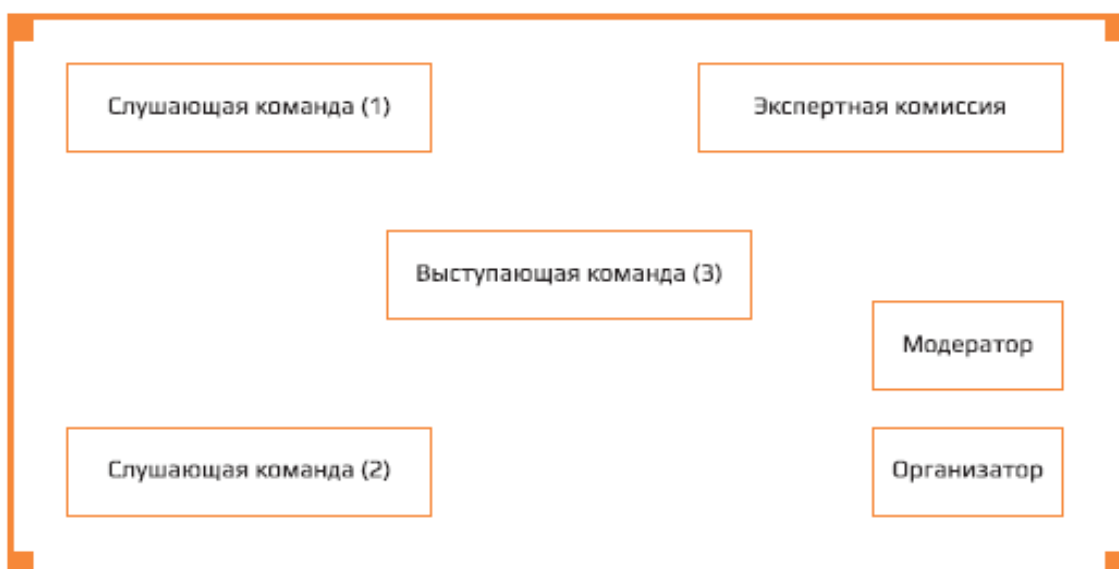 Слушающая команда (1)
Экспертная комиссия
Выступающая команда (3)
Модератор
Слушающая команда (2)
Организатор